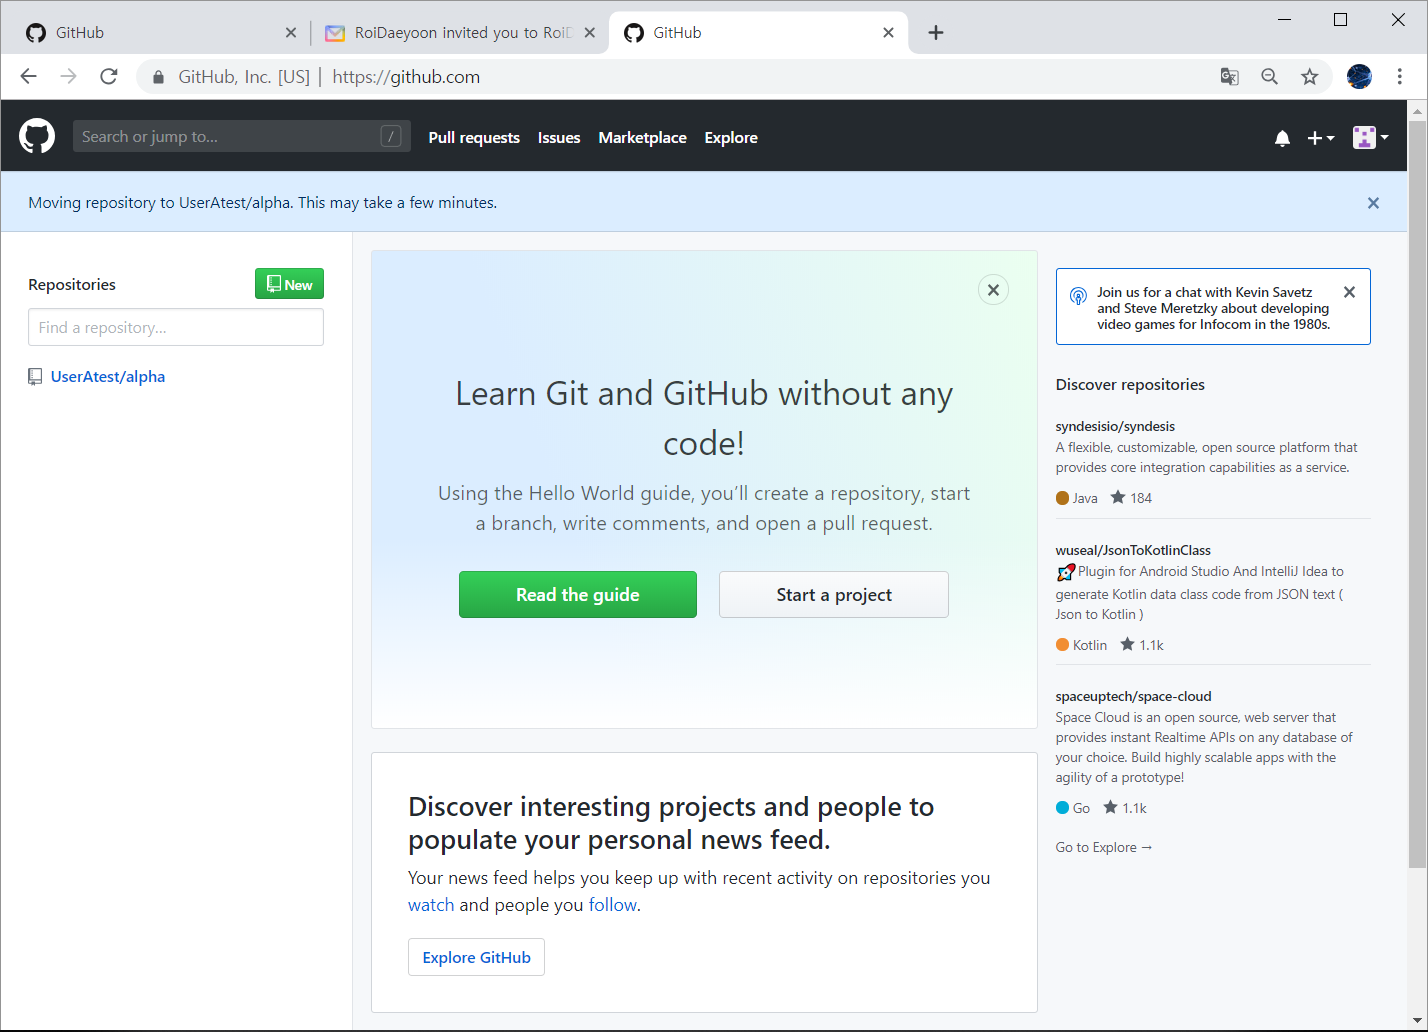 GitHub
RoiDaeyoon invited you to RoiD
GitHub
GitHub, Inc. [US] | https://github.com
Search or jump to... /
Pull requests
Issues
Marketplace
Explore
Moving repository to UserAtest/alpha. This may take a few minutes.
Repositories
New
Find a repository...
UserAtest/alpha
Learn Git and GitHub without any
code!
Using the Hello World guide, you’ll create a repository, start
a branch, write comments, and open a pull request.
Read the guide
Start a project
Discover interesting projects and people to
populate your personal news feed.
Your news feed helps you keep up with recent activity on repositories you
watch and people you follow.
Explore GitHub
Join us for a chat with Kevin Savetz
and Steve Meretzky about developing
video games for Infocom in the 1980s.
Discover repositories
syndesisio/syndesis
A flexible, customizable, open source platform that
provides core integration capabilities as a service.
Java ★ 184
wuseal/JsonToKotlinClass
🚀Plugin for Android Studio And IntelliJ Idea to
generate Kotlin data class code from JSON text (
Json to Kotlin )
Kotlin ★ 1.1k
spaceuptech/space-cloud
Space Cloud is an open source, web server that
provides instant Realtime APIs on any database of
your choice. Build highly scalable apps with the
agility of a prototype!
Go ★ 1.1k
Go to Explore →